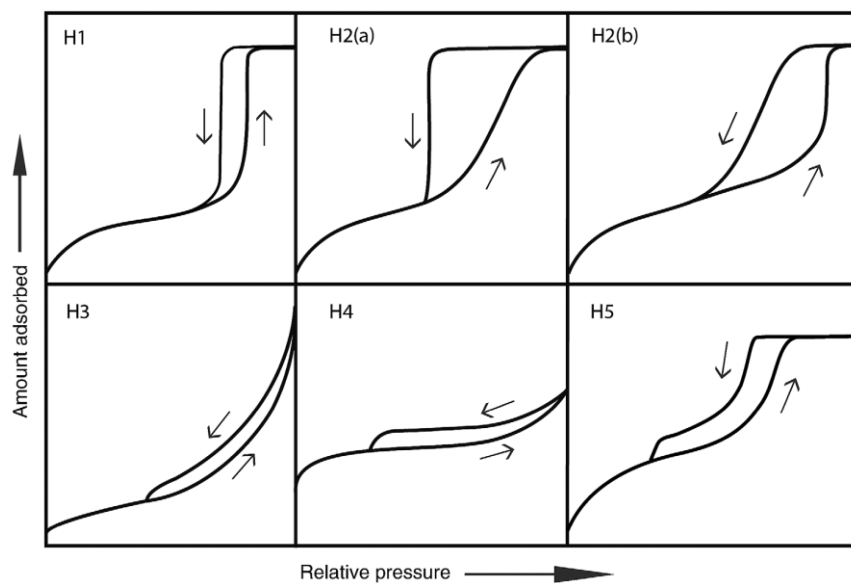 H1
H2(a)
H2(b)
H3
H4
H5
Amount adsorbed
Relative pressure